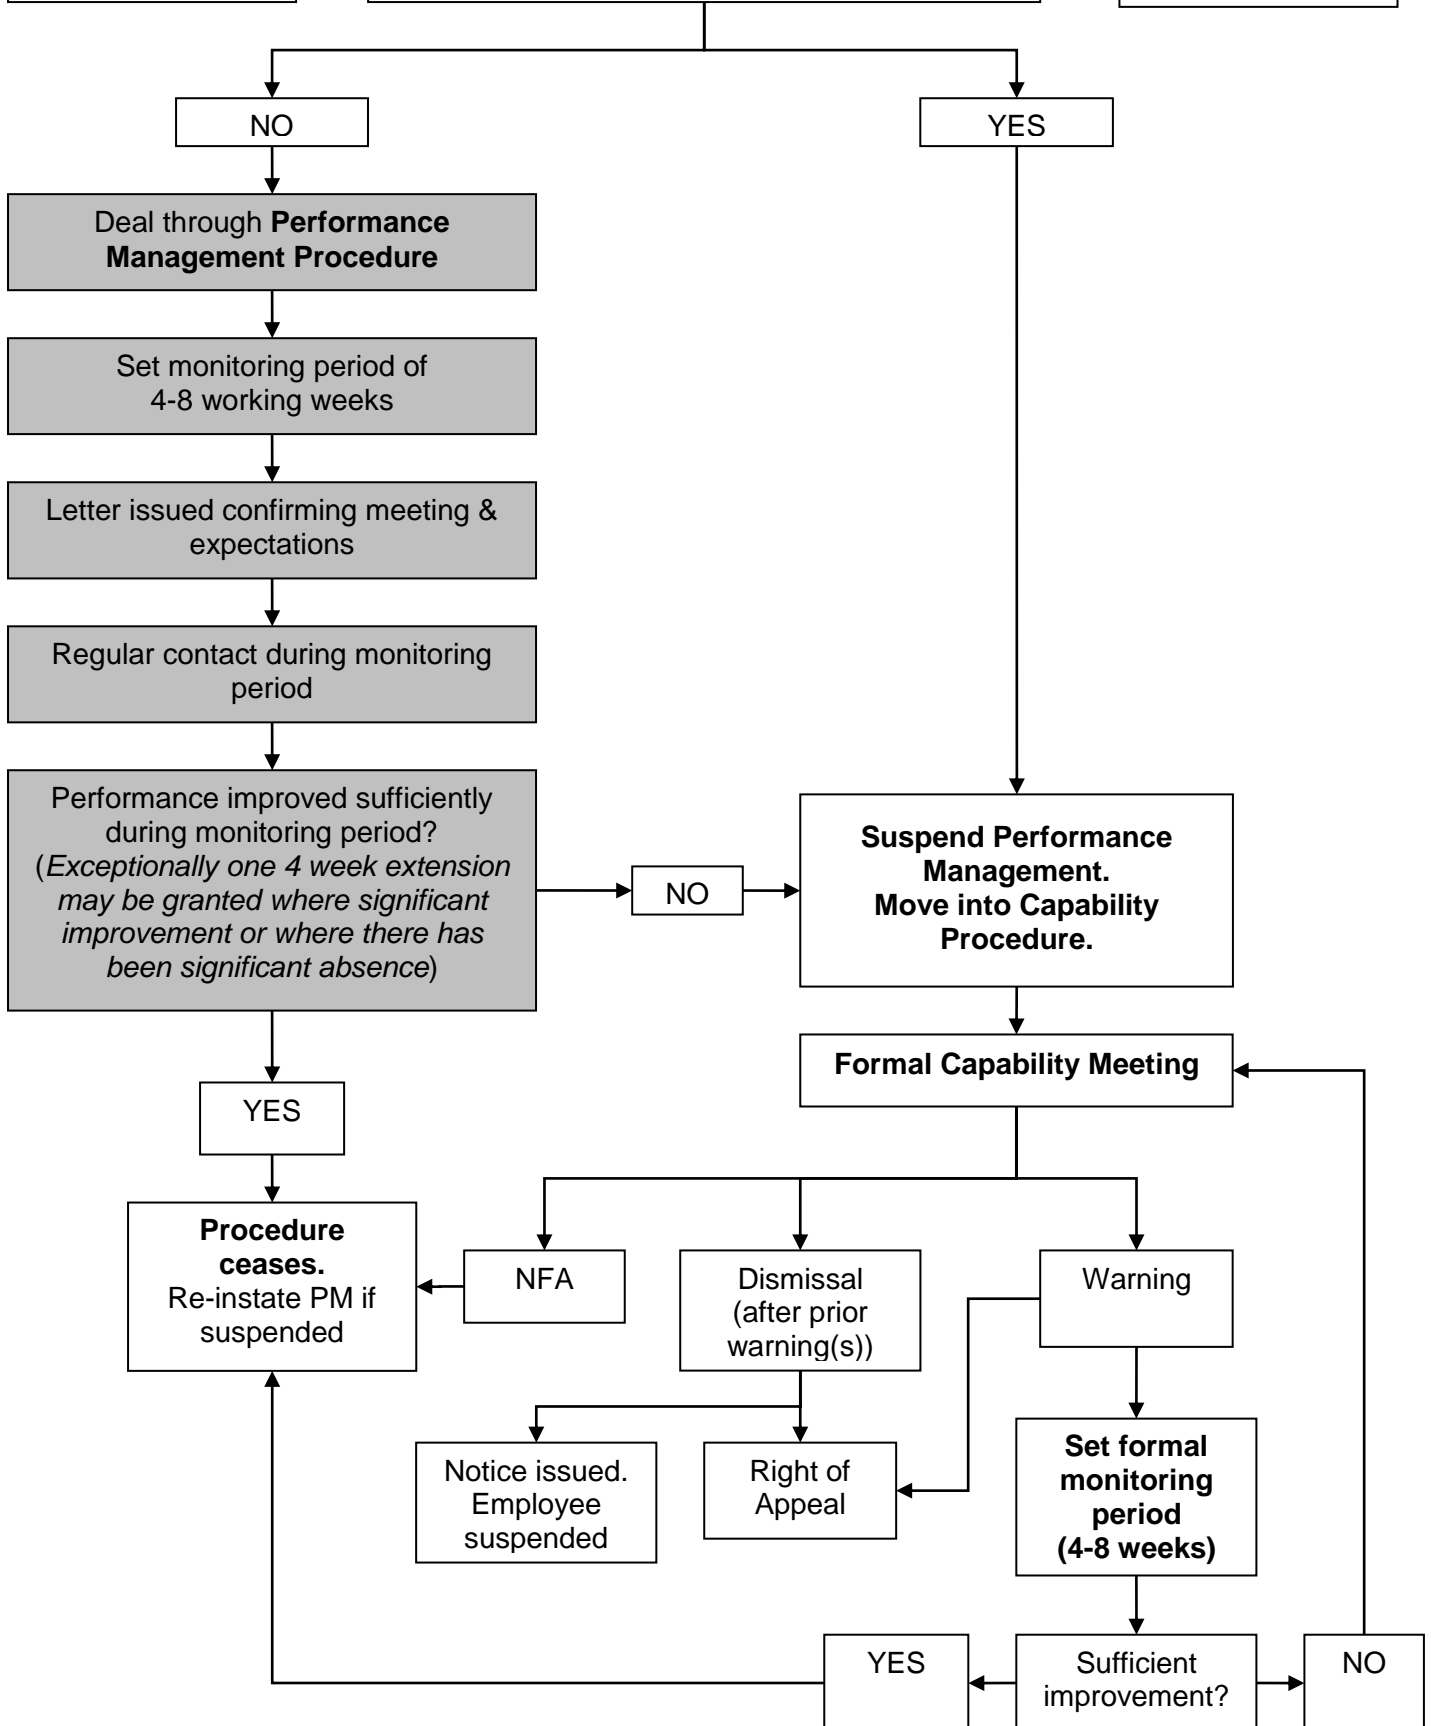 NO
YES
Deal through Performance
Management Procedure
Set monitoring period of
4-8 working weeks
Letter issued confirming meeting &
expectations
Regular contact during monitoring
period
Performance improved sufficiently
during monitoring period?
(Exceptionally one 4 week extension
may be granted where significant
improvement or where there has
been significant absence)
NO
Suspend Performance
Management.
Move into Capability
Procedure.
Formal Capability Meeting
YES
Procedure
ceases.
Re-instate PM if
suspended
NFA
Dismissal
(after prior
warning(s))
Warning
Notice issued.
Employee
suspended
Right of
Appeal
Set formal
monitoring
period
(4-8 weeks)
YES
Sufficient
improvement?
NO